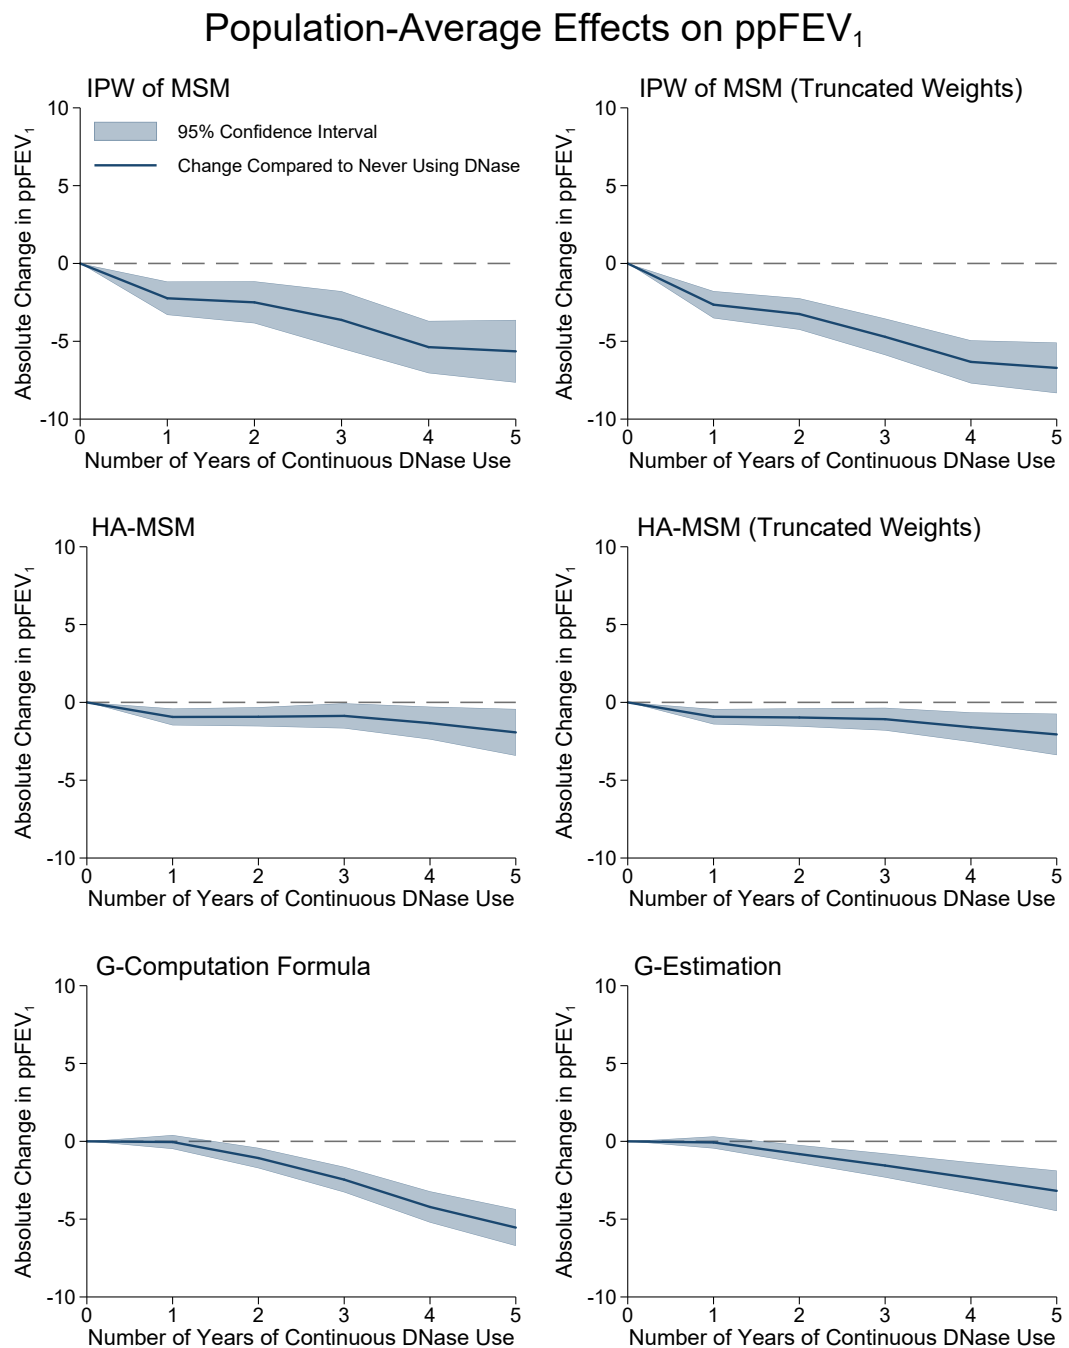 Population-Average Effects on ppFEV₁
IPW of MSM
Absolute Change in ppFEV₁
10
5
0
-5
-10
95% Confidence Interval
Change Compared to Never Using DNase
0 1 2 3 4 5
Number of Years of Continuous DNase Use
IPW of MSM (Truncated Weights)
Absolute Change in ppFEV₁
10
5
0
-5
-10
0 1 2 3 4 5
Number of Years of Continuous DNase Use
HA-MSM
Absolute Change in ppFEV₁
10
5
0
-5
-10
0 1 2 3 4 5
Number of Years of Continuous DNase Use
HA-MSM (Truncated Weights)
Absolute Change in ppFEV₁
10
5
0
-5
-10
0 1 2 3 4 5
Number of Years of Continuous DNase Use
G-Computation Formula
Absolute Change in ppFEV₁
10
5
0
-5
-10
0 1 2 3 4 5
Number of Years of Continuous DNase Use
G-Estimation
Absolute Change in ppFEV₁
10
5
0
-5
-10
0 1 2 3 4 5
Number of Years of Continuous DNase Use